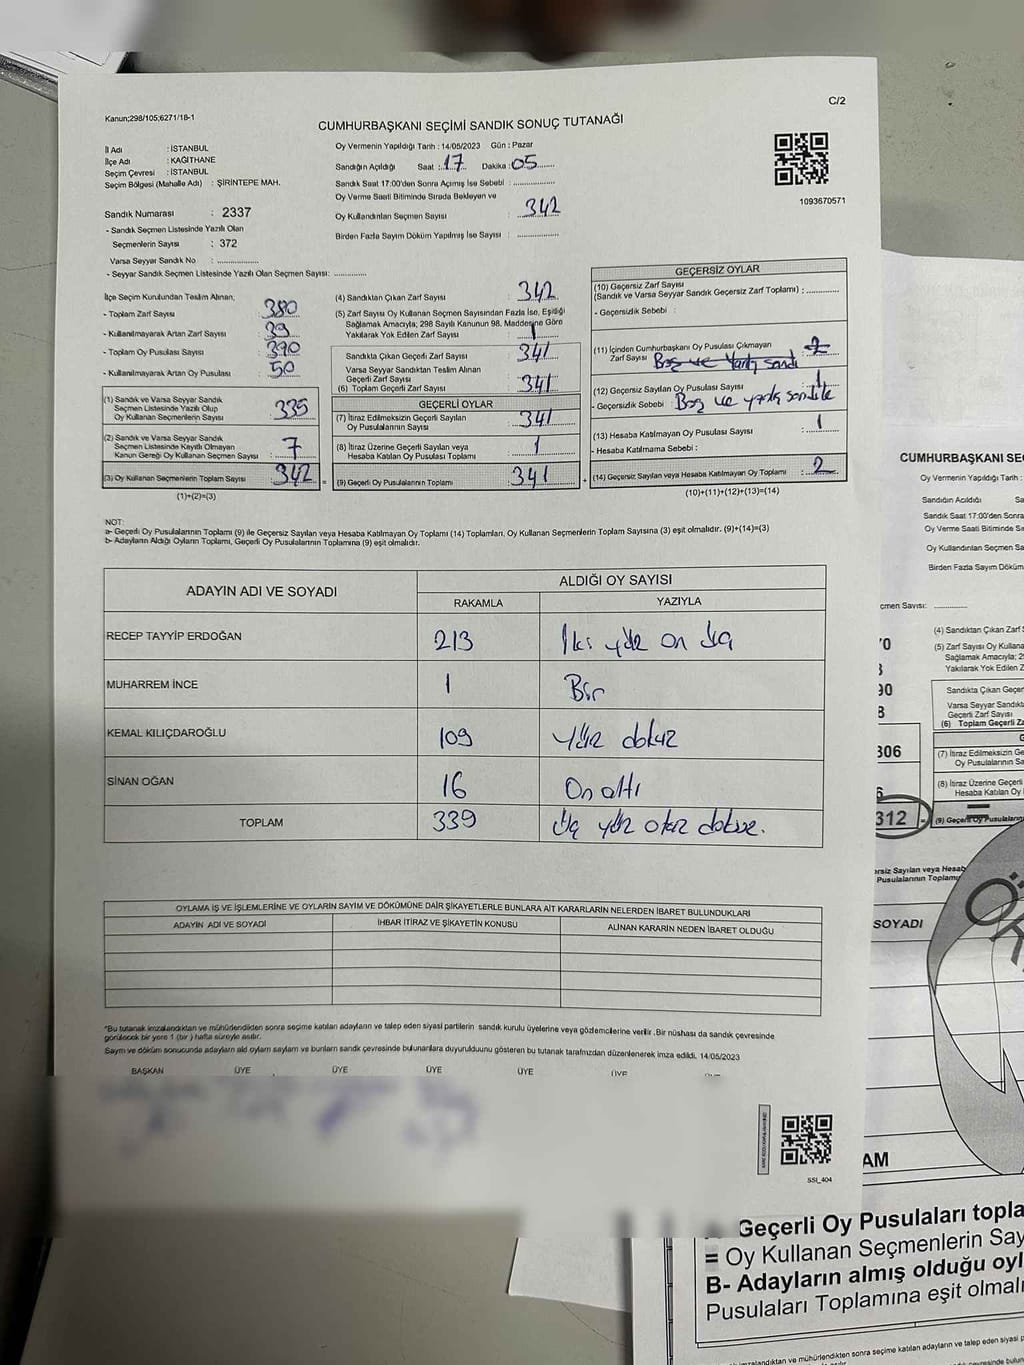 C/2
Kanun;298/105;6271/18-1
CUMHURBAŞKANI SEÇİMİ SANDIK SONUÇ TUTANAĞI
İl Adı : İSTANBUL
İlçe Adı : KAĞITHANE
Seçim Çevresi : İSTANBUL
Seçim Bölgesi (Mahalle Adı) : ŞİRİNTEPE MAH.
Oy Vermenin Yapıldığı Tarih : 14/05/2023 Gün : Pazar
Sandığın Açıldığı Saat : 17 Dakika : 05
Sandık Saat 17:00'den Sonra Açımış İse Sebebi :
Oy Verme Saati Bitiminde Sırada Bekleyen ve
Oy Kullandırılan Seçmen Sayısı : 342
Birden Fazla Sayım Döküm Yapılmış İse Sayısı :
1093670571
Sandık Numarası : 2337
- Sandık Seçmen Listesinde Yazılı Olan
Seçmenlerin Sayısı : 372
Varsa Seyyar Sandık No :
- Seyyar Sandık Seçmen Listesinde Yazılı Olan Seçmen Sayısı:
İlçe Seçim Kurulundan Teslim Alınan;
- Toplam Zarf Sayısı : 380
- Kullanılmayarak Artan Zarf Sayısı : 39
- Toplam Oy Pusulası Sayısı : 390
- Kullanılmayarak Artan Oy Pusulası : 50
(1) Sandık ve Varsa Seyyar Sandık
Seçmen Listesinde Yazılı Olup
Oy Kullanan Seçmenlerin Sayısı : 335
(2) Sandık ve Varsa Seyyar Sandık
Seçmen Listesinde Kayıtlı Olmayan
Kanun Gereği Oy Kullanan Seçmen Sayısı : 7
(3) Oy Kullanan Seçmenlerin Toplam Sayısı : 342 =
(1)+(2)=(3)
(4) Sandıktan Çıkan Zarf Sayısı : 342
(5) Zarf Sayısı Oy Kullanan Seçmen Sayısından Fazla İse, Eşitliği
Sağlamak Amacıyla; 298 Sayılı Kanunun 98. Maddesine Göre
Yakılarak Yok Edilen Zarf Sayısı : 1
Sandıkta Çıkan Geçerli Zarf Sayısı : 341
Varsa Seyyar Sandıktan Teslim Alınan
Geçerli Zarf Sayısı
(6) Toplam Geçerli Zarf Sayısı : 341
GEÇERLİ OYLAR
(7) İtiraz Edilmeksizin Geçerli Sayılan
Oy Pusulalarının Sayısı : 341
(8) İtiraz Üzerine Geçerli Sayılan veya
Hesaba Katılan Oy Pusulası Toplamı : 1
(9) Geçerli Oy Pusulalarının Toplamı : 341 +
GEÇERSİZ OYLAR
(10) Geçersiz Zarf Sayısı
(Sandık ve Varsa Seyyar Sandık Geçersiz Zarf Toplamı) :
- Geçersizlik Sebebi :
(11) İçinden Cumhurbaşkanı Oy Pusulası Çıkmayan
Zarf Sayısı
(12) Geçersiz Sayılan Oy Pusulası Sayısı : 1
- Geçersizlik Sebebi : Boş ve
(13) Hesaba Katılmayan Oy Pusulası Sayısı : 1
- Hesaba Katılmama Sebebi :
(14) Geçersiz Sayılan veya Hesaba Katılmayan Oy Toplamı : 2
(10)+(11)+(12)+(13)=(14)
NOT:
a- Geçerli Oy Pusulalarının Toplamı (9) ile Geçersiz Sayılan veya Hesaba Katılmayan Oy Toplamı (14) Toplamları, Oy Kullanan Seçmenlerin Toplam Sayısına (3) eşit olmalıdır. (9)+(14)=(3)
b- Adayların Aldığı Oyların Toplamı, Geçerli Oy Pusulalarının Toplamına (9) eşit olmalıdır.
ADAYIN ADI VE SOYADI
ALDIĞI OY SAYISI
RAKAMLA YAZIYLA
RECEP TAYYİP ERDOĞAN 213 İki yüz on üç
MUHARREM İNCE 1 Bir
KEMAL KILIÇDAROĞLU 109 Yüz dokuz
SİNAN OĞAN 16 On altı
TOPLAM 339 Üç yüz otuz dokuz.
OYLAMA İŞ VE İŞLEMLERİNE VE OYLARIN SAYIM VE DÖKÜMÜNE DAİR ŞİKAYETLERLE BUNLARA AİT KARARLARIN NELERDEN İBARET BULUNDUKLARI
ADAYIN ADI VE SOYADI İHBAR İTİRAZ VE ŞİKAYETİN KONUSU ALINAN KARARIN NEDEN İBARET OLDUĞU
*Bu tutanak imzalandıktan ve mühürlendikten sonra seçime katılan adayların ve talep eden siyasi partilerin sandık kurulu üyelerine veya gözlemcilerine verilir.Bir nüshası da sandık çevresinde
görülecek bir yere 1 (bir) hafta süreyle asılır.
Sayım ve döküm sonucunda adayların aldı oyların sayıları ve bunların sandık çevresinde bulunanlara duyurulduunu gösteren bu tutanak tarafımızdan düzenlenerek imza edildi. 14/05/2023
BAŞKAN ÜYE ÜYE ÜYE ÜYE ÜYE
SSI_404
CUMHURBAŞKANI SE
Oy Vermenin Yapıldığı Tarih :
Sandığın Açıldığı Sa
Sandık Saat 17:00'den Sonra
Oy Verme Saati Bitiminde Sıra
Oy Kullandırılan Seçmen Sa
Birden Fazla Sayım Döküm
çmen Sayısı:
(4) Sandıktan Çıkan Zarf S
(5) Zarf Sayısı Oy Kullana
Sağlamak Amacıyla; 2
Yakılarak Yok Edilen Z
90
8
Sandıkta Çıkan Geçer
Varsa Seyyar Sandıkt
Geçerli Zarf Sayısı
(6) Toplam Geçerli Za
306
(7) İtiraz Edilmeksizin Ge
Oy Pusulalarının Sa
(8) İtiraz Üzerine Geçerli
Hesaba Katılan Oy
312 = (9) Geçerli Oy Pusulalarının
ersiz Sayılan veya Hesab
Pusulalarının Toplamı
SOYADI
AM
Geçerli Oy Pusulaları topla
= Oy Kullanan Seçmenlerin Say
B- Adayların almış olduğu oyl
Pusulaları Toplamına eşit olmalı